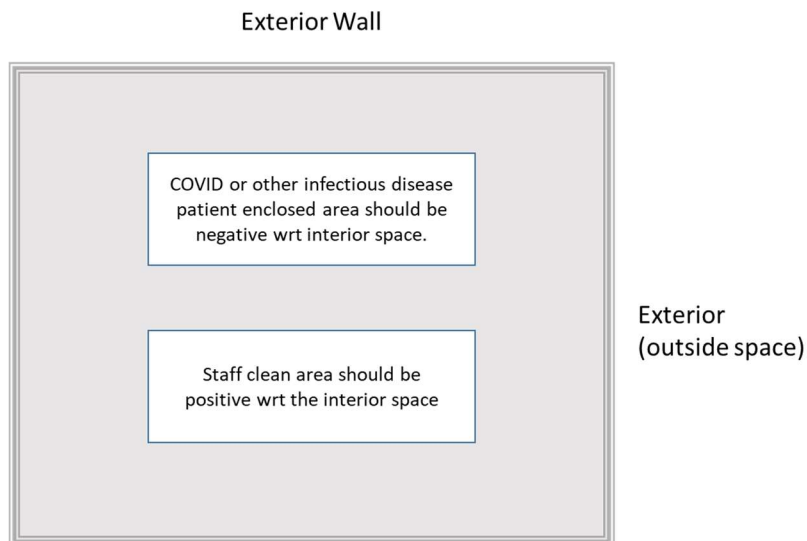 Exterior Wall
COVID or other infectious disease
patient enclosed area should be
negative wrt interior space.
Exterior
(outside space)
Staff clean area should be
positive wrt the interior space